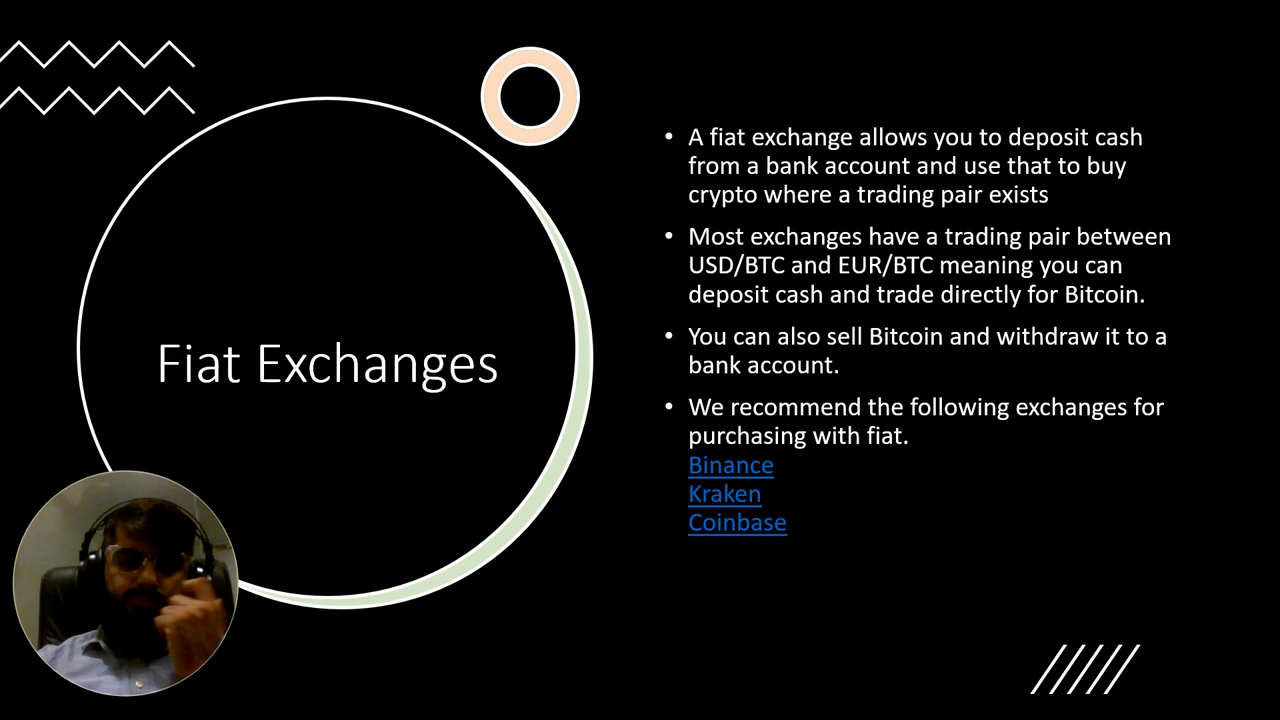 Fiat Exchanges
• A fiat exchange allows you to deposit cash
from a bank account and use that to buy
crypto where a trading pair exists
• Most exchanges have a trading pair between
USD/BTC and EUR/BTC meaning you can
deposit cash and trade directly for Bitcoin.
• You can also sell Bitcoin and withdraw it to a
bank account.
• We recommend the following exchanges for
purchasing with fiat.
Binance
Kraken
Coinbase